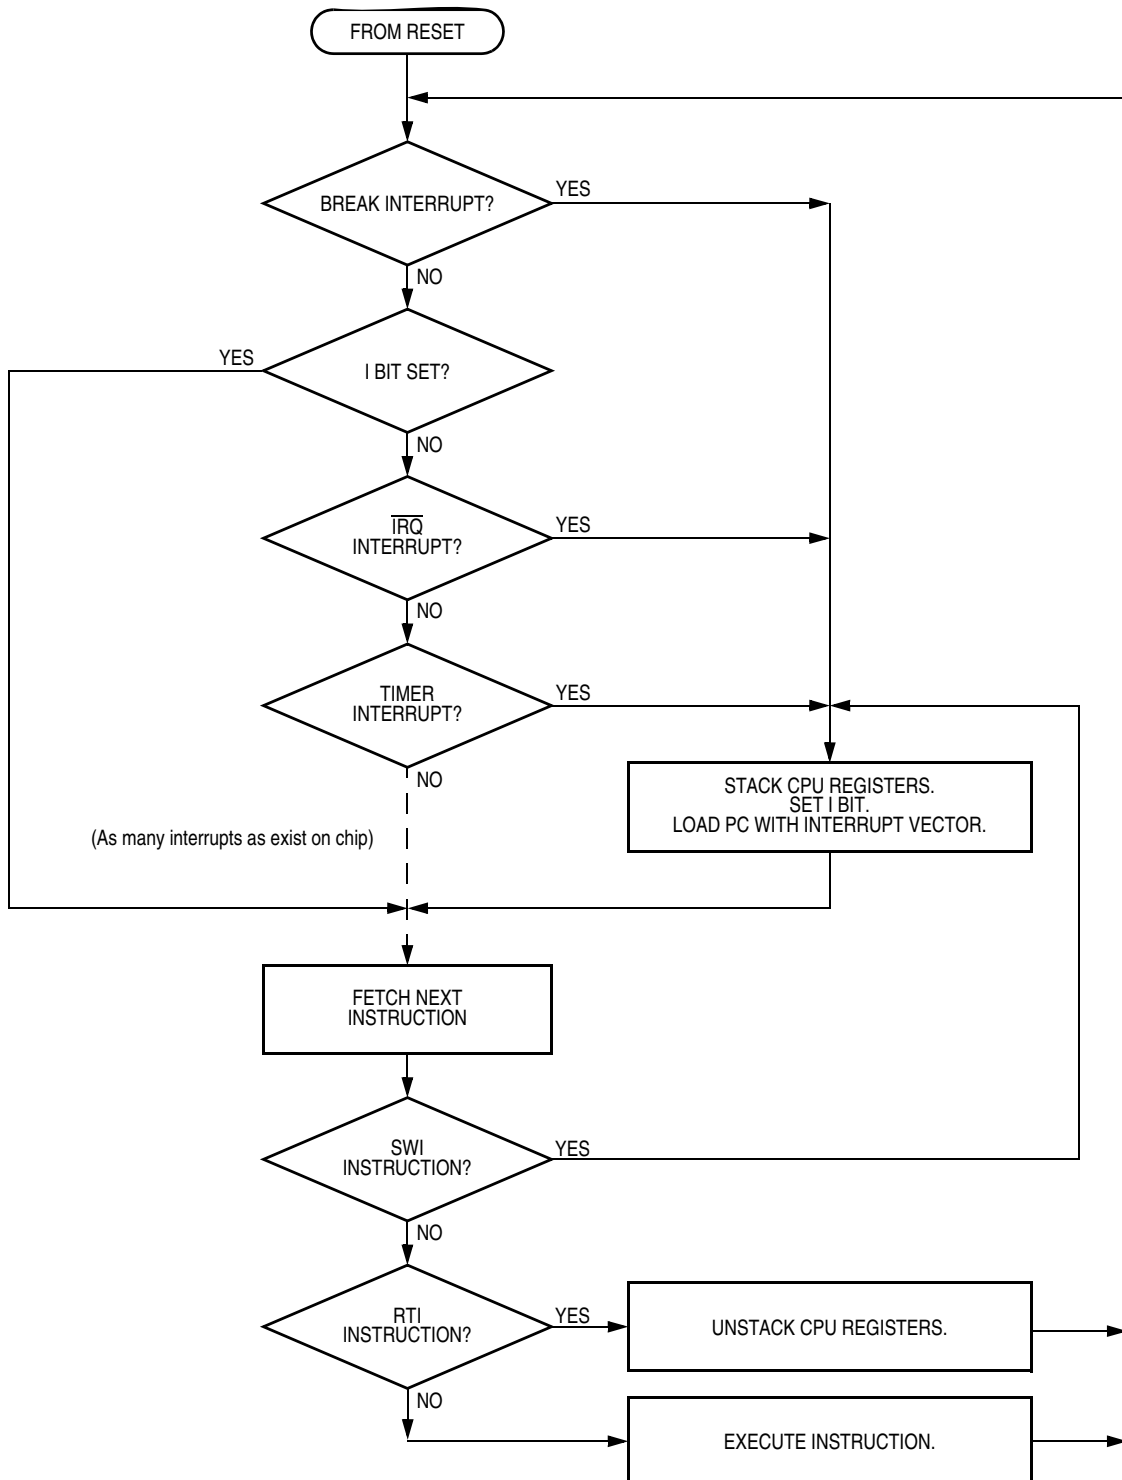 FROM RESET
BREAK INTERRUPT?
YES
NO
YES
I BIT SET?
NO
IRQ
INTERRUPT?
YES
NO
TIMER
INTERRUPT?
YES
NO
STACK CPU REGISTERS.
SET I BIT.
LOAD PC WITH INTERRUPT VECTOR.
(As many interrupts as exist on chip)
FETCH NEXT
INSTRUCTION
SWI
INSTRUCTION?
YES
NO
RTI
INSTRUCTION?
YES
UNSTACK CPU REGISTERS.
NO
EXECUTE INSTRUCTION.